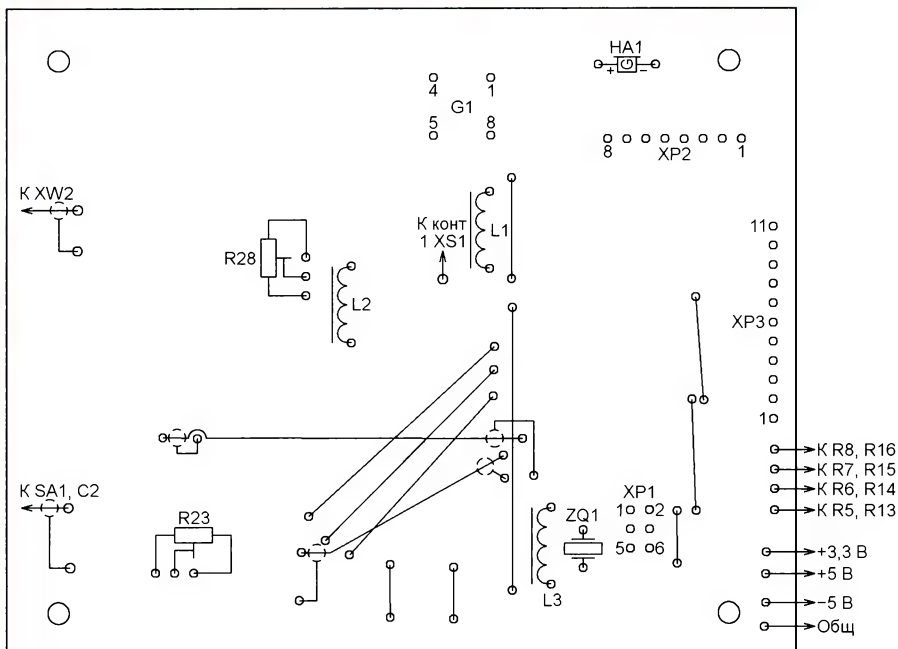 HA1
+ G −
4 1
G1
5 8
8 XP2 1
К XW2
К конт
1 XS1
L1
11
R28
L2
XP3
1
К R8, R16
К R7, R15
К R6, R14
К R5, R13
К SA1, C2
XP1
1 2
R23
ZQ1
5 6
+3,3 В
+5 В
L3
−5 В
Общ